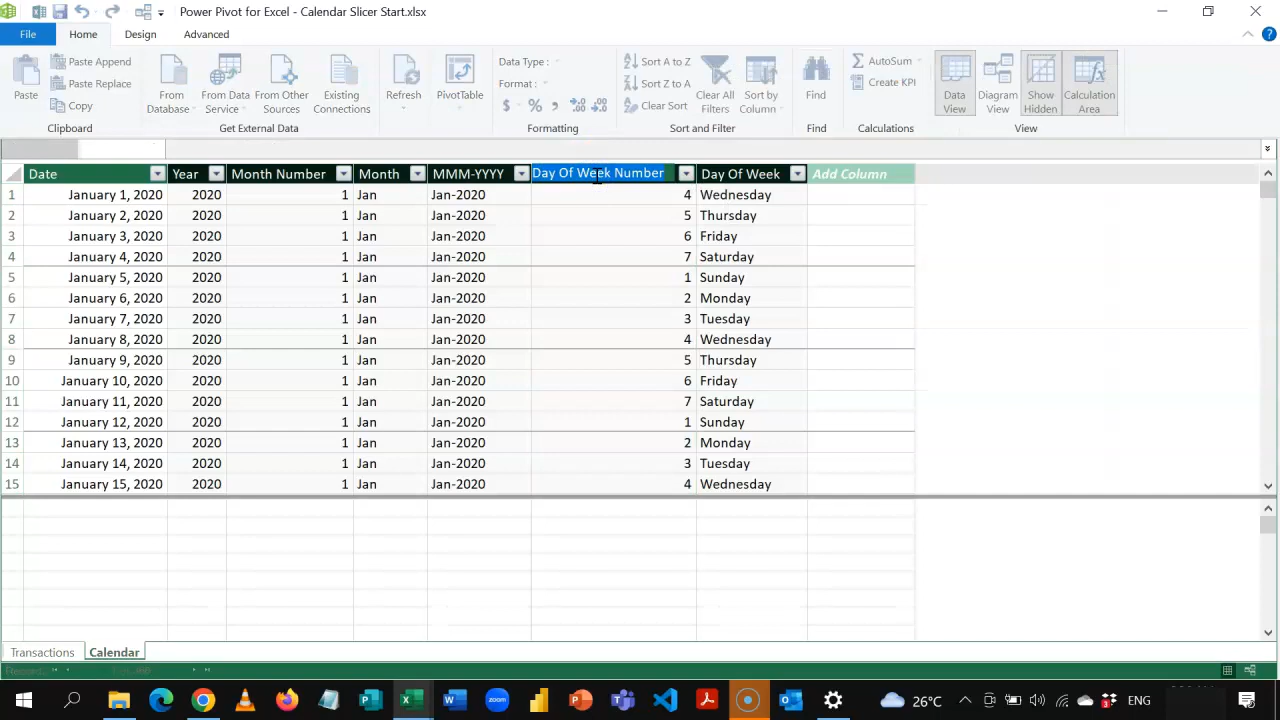 Power Pivot for Excel - Calendar Slicer Start.xlsx
File Home Design Advanced
Paste Paste Append Paste Replace Copy Clipboard
From Database From Data Service From Other Sources Existing Connections Get External Data
Refresh PivotTable
Data Type : Format : $ % , Formatting
Sort A to Z Sort Z to A Clear Sort Clear All Filters Sort by Column Sort and Filter
Find Find
AutoSum Create KPI Calculations
Data View Diagram View Show Hidden Calculation Area View
Date Year Month Number Month MMM-YYYY Day Of Week Number Day Of Week Add Column
1 January 1, 2020 2020 1 Jan Jan-2020 4 Wednesday
2 January 2, 2020 2020 1 Jan Jan-2020 5 Thursday
3 January 3, 2020 2020 1 Jan Jan-2020 6 Friday
4 January 4, 2020 2020 1 Jan Jan-2020 7 Saturday
5 January 5, 2020 2020 1 Jan Jan-2020 1 Sunday
6 January 6, 2020 2020 1 Jan Jan-2020 2 Monday
7 January 7, 2020 2020 1 Jan Jan-2020 3 Tuesday
8 January 8, 2020 2020 1 Jan Jan-2020 4 Wednesday
9 January 9, 2020 2020 1 Jan Jan-2020 5 Thursday
10 January 10, 2020 2020 1 Jan Jan-2020 6 Friday
11 January 11, 2020 2020 1 Jan Jan-2020 7 Saturday
12 January 12, 2020 2020 1 Jan Jan-2020 1 Sunday
13 January 13, 2020 2020 1 Jan Jan-2020 2 Monday
14 January 14, 2020 2020 1 Jan Jan-2020 3 Tuesday
15 January 15, 2020 2020 1 Jan Jan-2020 4 Wednesday
Transactions Calendar
26°C ENG